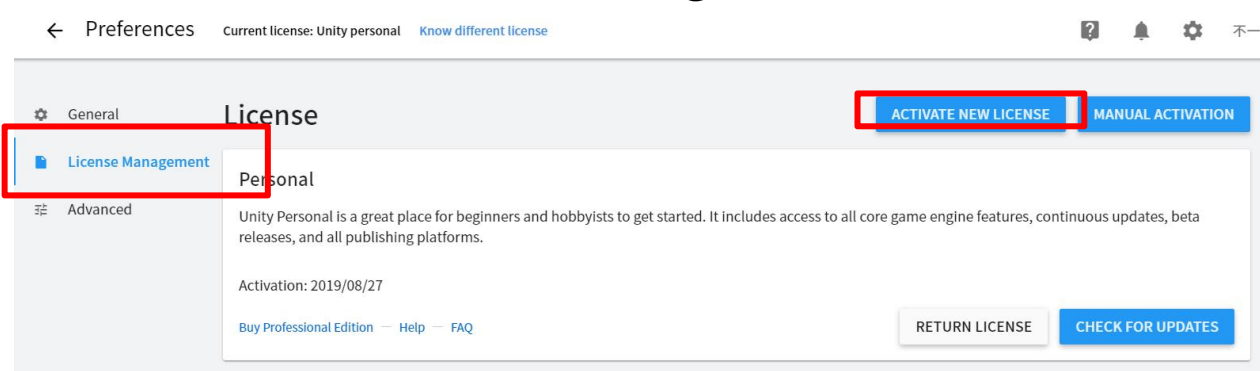 Preferences Current license: Unity personal Know different license 不一
General
License
ACTIVATE NEW LICENSE
MANUAL ACTIVATION
License Management
Advanced
Personal
Unity Personal is a great place for beginners and hobbyists to get started. It includes access to all core game engine features, continuous updates, beta
releases, and all publishing platforms.
Activation: 2019/08/27
Buy Professional Edition — Help — FAQ
RETURN LICENSE
CHECK FOR UPDATES